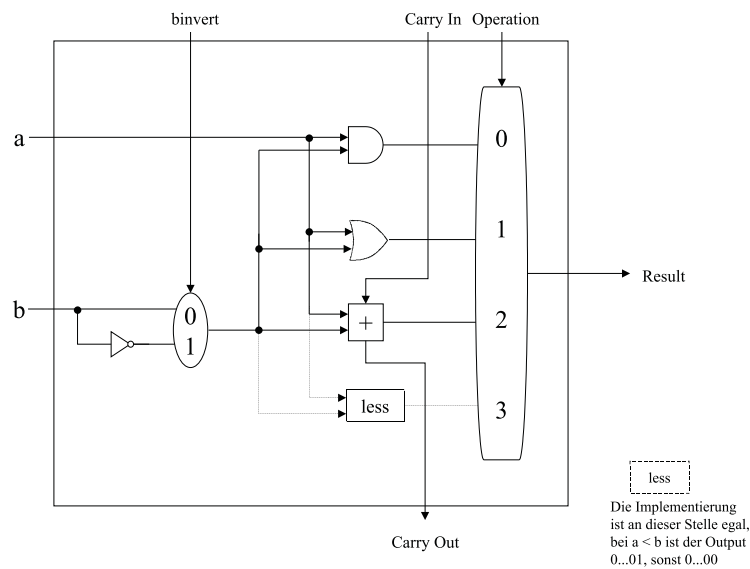 binvert
Carry In
Operation
a
0
1
b
0
1
+
2
less
3
Result
Carry Out
less
Die Implementierung
ist an dieser Stelle egal,
bei a < b ist der Output
0...01, sonst 0...00